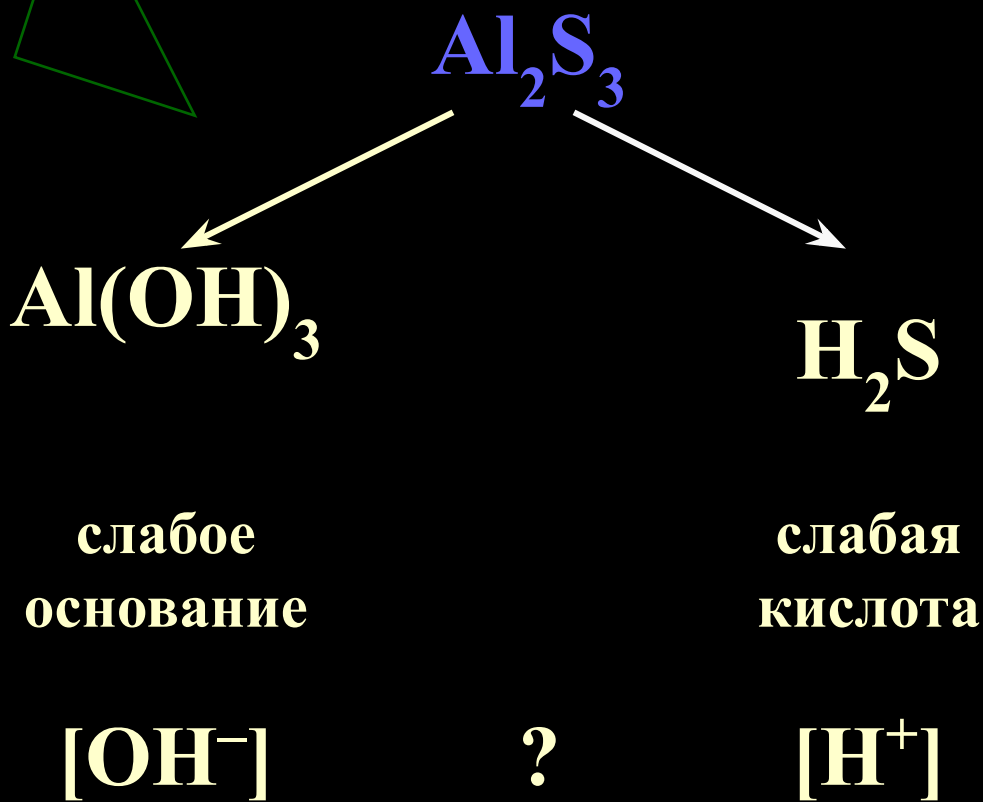 Al₂S₃
Al(OH)₃
H₂S
слабое
основание
слабая
кислота
[OH⁻] ? [H⁺]